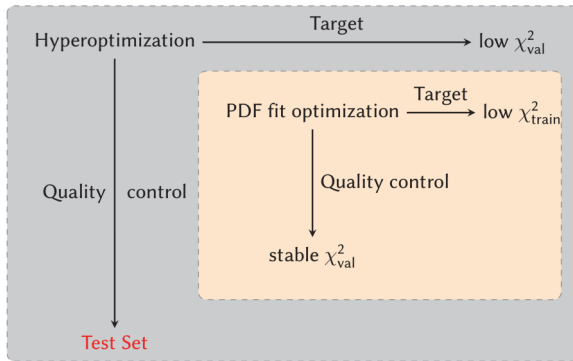 Target
Hyperoptimization low χ²val
Target
PDF fit optimization low χ²train
Quality control
Quality control
stable χ²val
Test Set